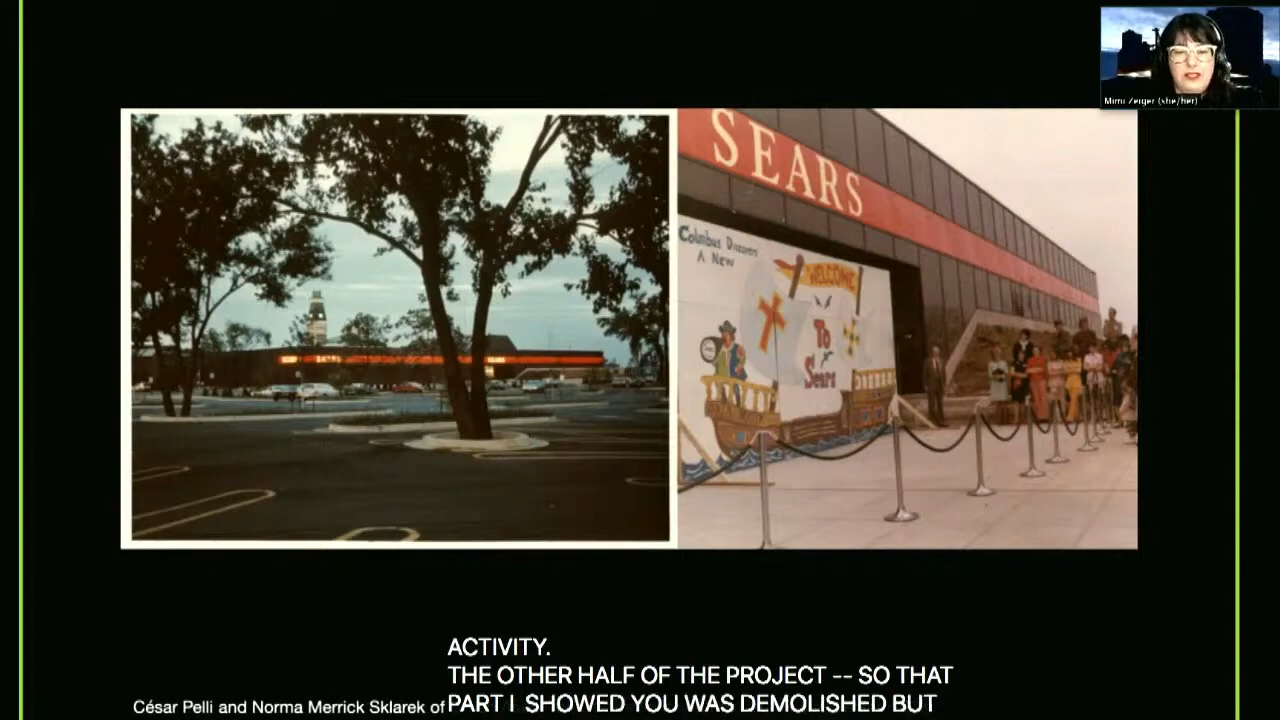 Mimi Zeiger (she/her)
SEARS
Columbus Discovers
A New
WELCOME
To
Sears
ACTIVITY.
THE OTHER HALF OF THE PROJECT -- SO THAT
PART I SHOWED YOU WAS DEMOLISHED BUT
César Pelli and Norma Merrick Sklarek of